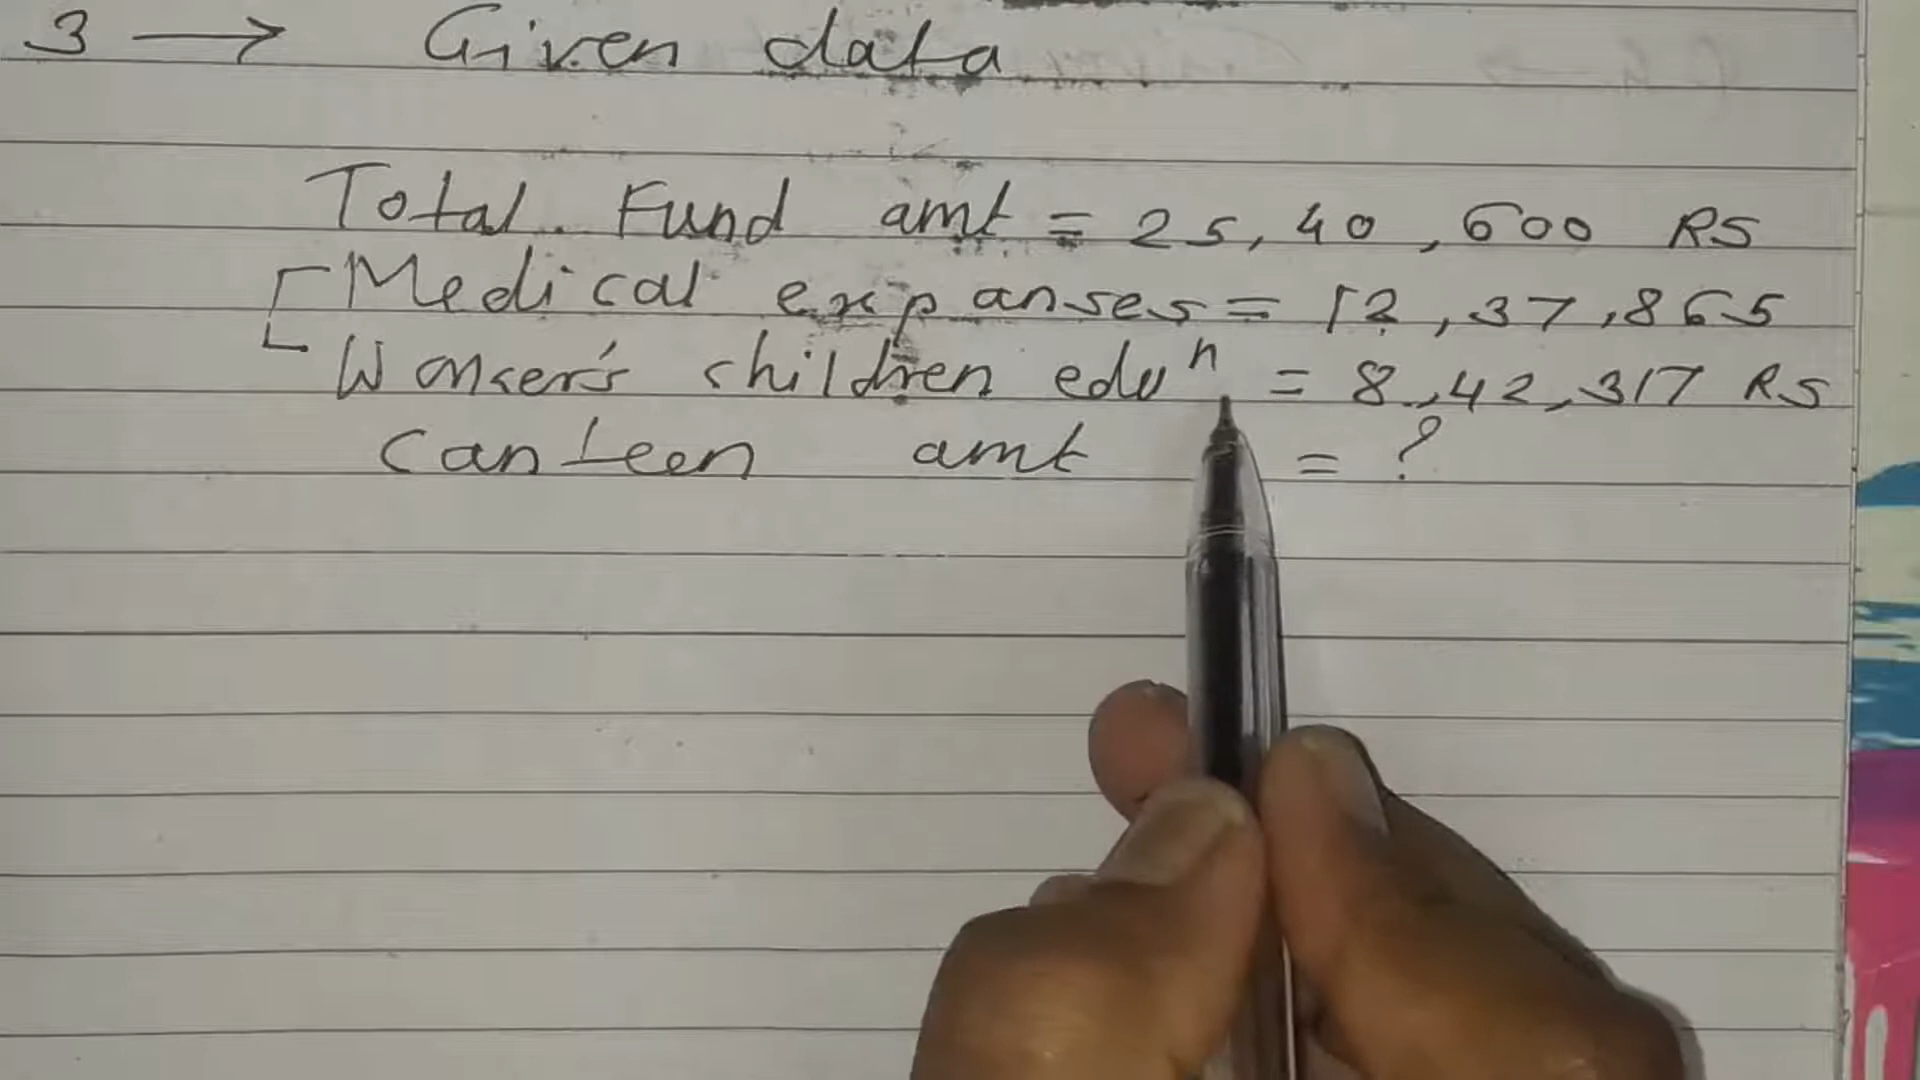 3 → Given data
Total Fund amt = 25,40,600 RS
Medical expanses = 12,37,865
Worker's children eduⁿ = 8,42,317 RS
Canteen amt = ?